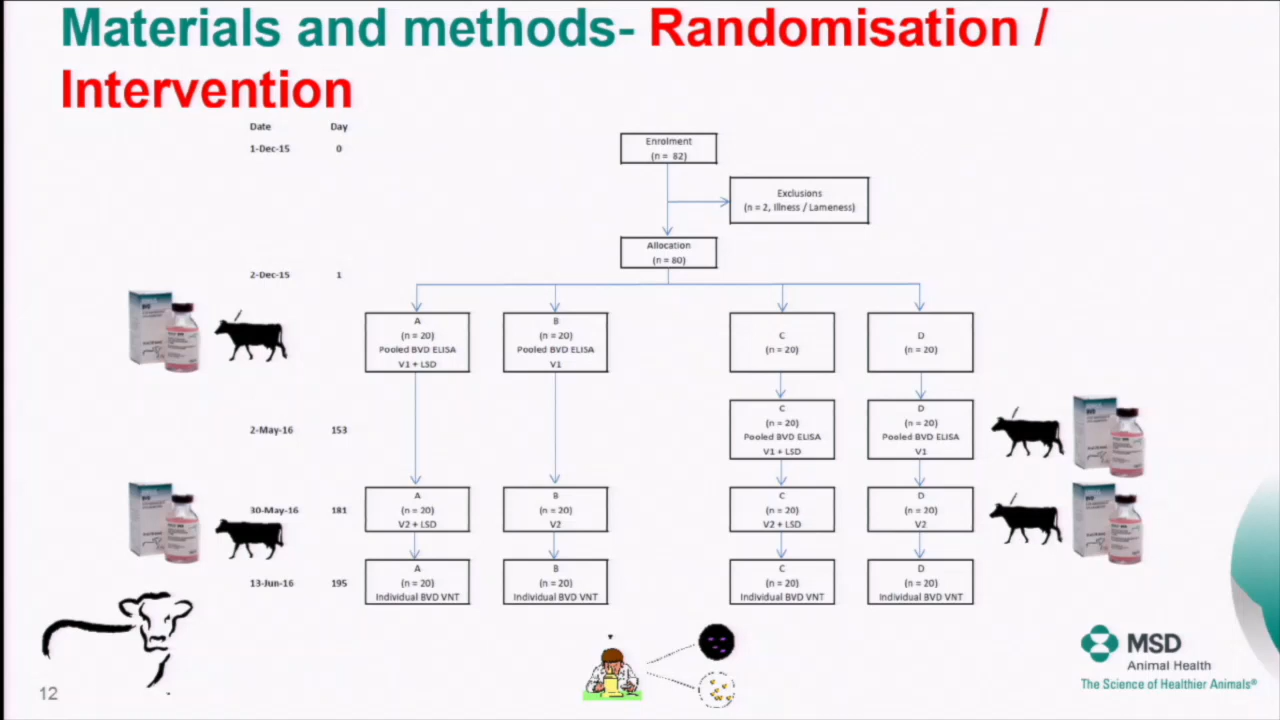 Materials and methods- Randomisation /
Intervention
Date Day
1-Dec-15 0
Enrolment
(n = 82)
Exclusions
(n = 2, Illness / Lameness)
Allocation
(n = 80)
2-Dec-15 1
A
(n = 20)
Pooled BVD ELISA
V1 + LSD
B
(n = 20)
Pooled BVD ELISA
V1
C
(n = 20)
D
(n = 20)
2-May-16 153
C
(n = 20)
Pooled BVD ELISA
V1 + LSD
D
(n = 20)
Pooled BVD ELISA
V1
30-May-16 181
A
(n = 20)
V2 + LSD
B
(n = 20)
V2
C
(n = 20)
V2 + LSD
D
(n = 20)
V2
13-Jun-16 195
A
(n = 20)
Individual BVD VNT
B
(n = 20)
Individual BVD VNT
C
(n = 20)
Individual BVD VNT
D
(n = 20)
Individual BVD VNT
MSD
Animal Health
The Science of Healthier Animals®
12